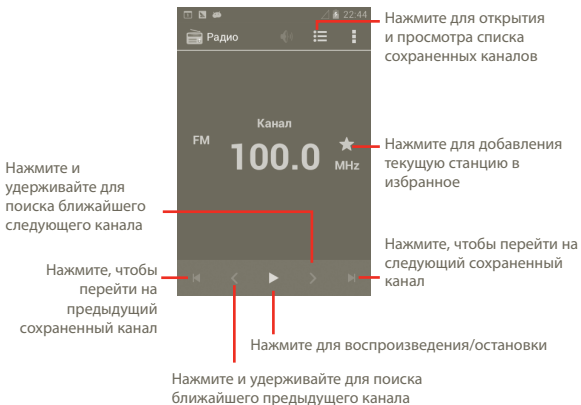 22:44
Радио
Нажмите для открытия
и просмотра списка
сохраненных каналов
Канал
FM
100.0
MHz
Нажмите для добавления
текущую станцию в
избранное
Нажмите и
удерживайте для
поиска ближайшего
следующего канала
Нажмите, чтобы перейти на
следующий сохраненный
канал
Нажмите, чтобы
перейти на
предыдущий
сохраненный канал
Нажмите для воспроизведения/остановки
Нажмите и удерживайте для поиска
ближайшего предыдущего канала